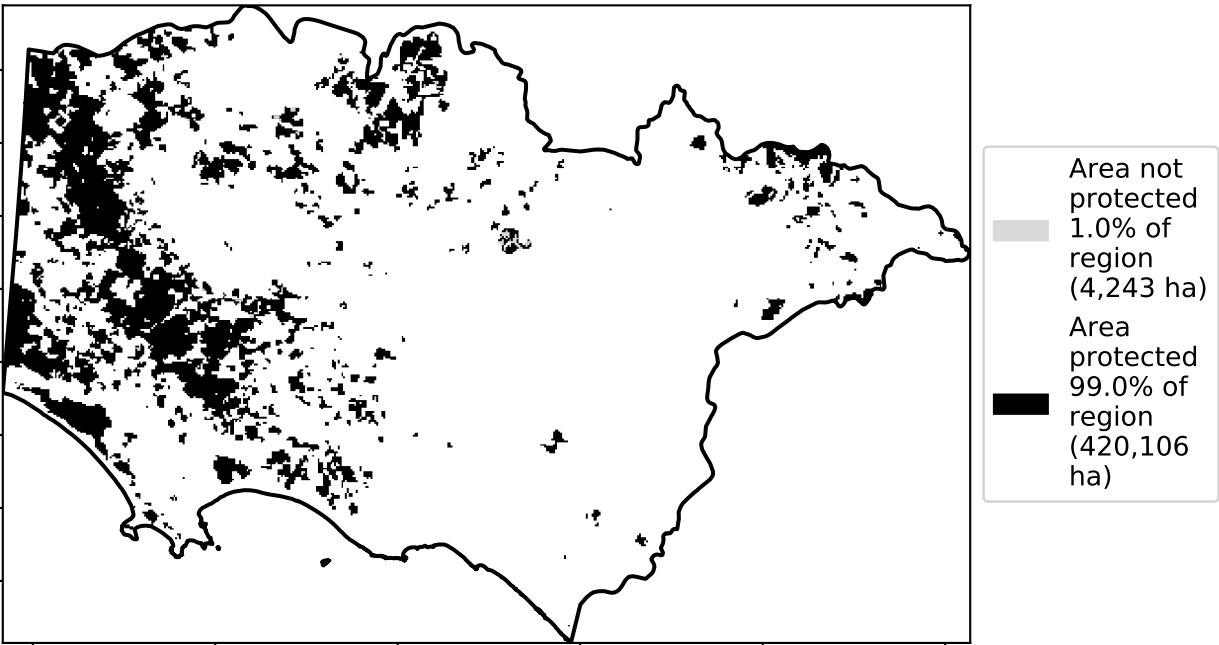 Area not
protected
1.0% of
region
(4,243 ha)
Area
protected
99.0% of
region
(420,106
ha)